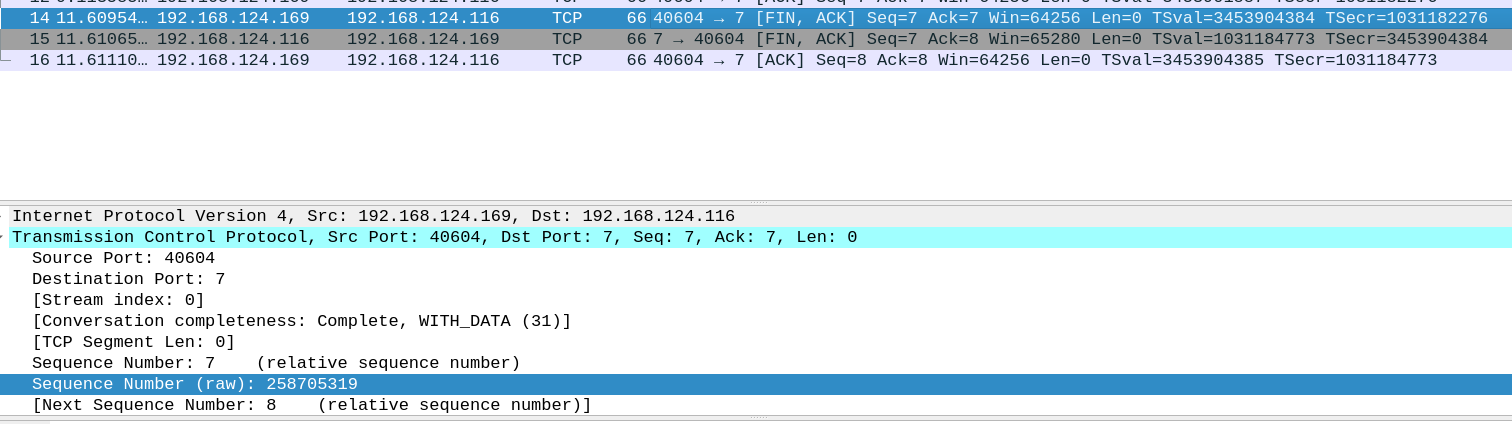 14 11.60954… 192.168.124.169 192.168.124.116 TCP 66 40604 → 7 [FIN, ACK] Seq=7 Ack=7 Win=64256 Len=0 TSval=3453904384 TSecr=1031182276
15 11.61065… 192.168.124.116 192.168.124.169 TCP 66 7 → 40604 [FIN, ACK] Seq=7 Ack=8 Win=65280 Len=0 TSval=1031184773 TSecr=3453904384
16 11.61110… 192.168.124.169 192.168.124.116 TCP 66 40604 → 7 [ACK] Seq=8 Ack=8 Win=64256 Len=0 TSval=3453904385 TSecr=1031184773
Internet Protocol Version 4, Src: 192.168.124.169, Dst: 192.168.124.116
Transmission Control Protocol, Src Port: 40604, Dst Port: 7, Seq: 7, Ack: 7, Len: 0
Source Port: 40604
Destination Port: 7
[Stream index: 0]
[Conversation completeness: Complete, WITH_DATA (31)]
[TCP Segment Len: 0]
Sequence Number: 7 (relative sequence number)
Sequence Number (raw): 258705319
[Next Sequence Number: 8 (relative sequence number)]